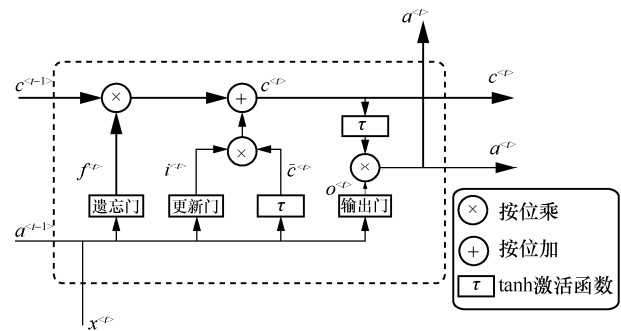 a^{<t>}
c^{<t-1>}
×
+
c^{<t>}
c^{<t>}
τ
f^{<t>}
i^{<t>}
×
c̄^{<t>}
×
a^{<t>}
o^{<t>}
遗忘门
更新门
τ
输出门
a^{<t-1>}
x^{<t>}
× 按位乘
+ 按位加
τ tanh激活函数